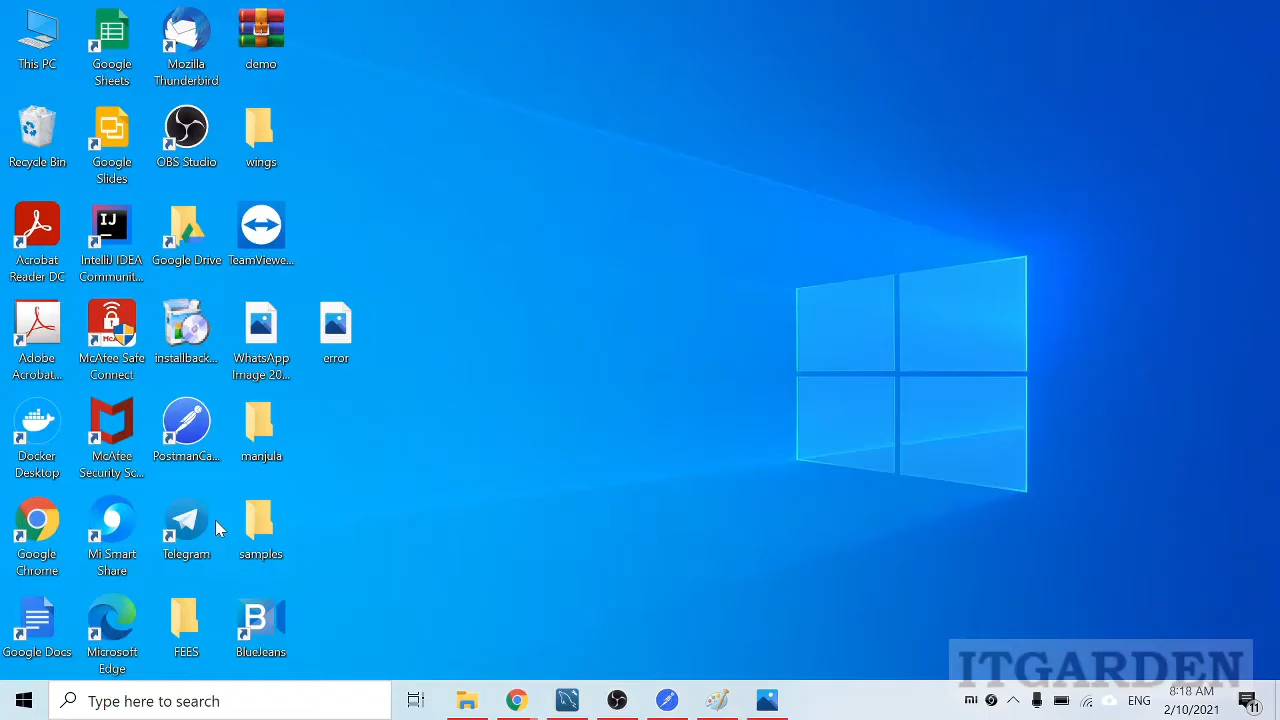 This PC
Google
Sheets
Mozilla
Thunderbird
demo
Recycle Bin
Google
Slides
OBS Studio
wings
Acrobat
Reader DC
IJ
IntelliJ IDEA
Communit...
Google Drive
TeamViewe...
Adobe
Acrobat...
McAfee Safe
Connect
installback...
WhatsApp
Image 20...
error
Docker
Desktop
McAfee
Security Sc...
PostmanCa...
manjula
Google
Chrome
Mi Smart
Share
Telegram
samples
Google Docs
Microsoft
Edge
FEES
B
BlueJeans
ITGARDEN
Type here to search
ENG
8:18 AM
2/10/2021
11